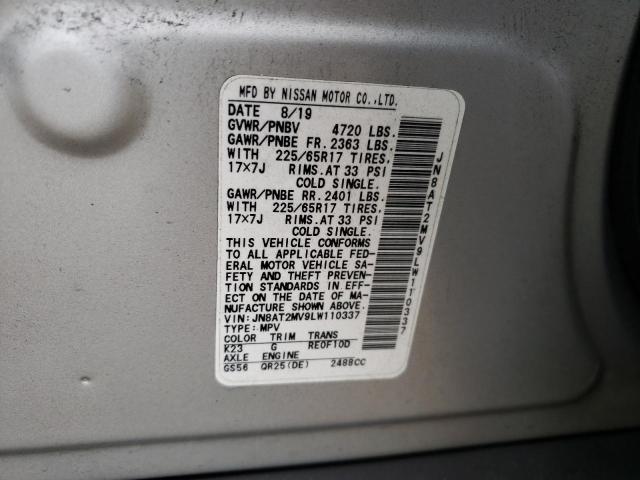 MFD BY NISSAN MOTOR CO.,LTD.
DATE 8/19
GVWR/PNBV 4720 LBS.
GAWR/PNBE FR. 2363 LBS.
WITH 225/65R17 TIRES,
17×7J RIMS.AT 33 PSI
COLD SINGLE.
GAWR/PNBE RR. 2401 LBS.
WITH 225/65R17 TIRES,
17×7J RIMS.AT 33 PSI
COLD SINGLE.
THIS VEHICLE CONFORMS
TO ALL APPLICABLE FED-
ERAL MOTOR VEHICLE SA-
FETY AND THEFT PREVEN-
TION STANDARDS IN EFF-
ECT ON THE DATE OF MA-
NUFACTURE SHOWN ABOVE.
VIN: JN8AT2MV9LW110337
TYPE: MPV
COLOR TRIM TRANS
K23 G RE0F10D
AXLE ENGINE
GS56 QR25(DE) 2488CC
JN8AT2MV9LW110337